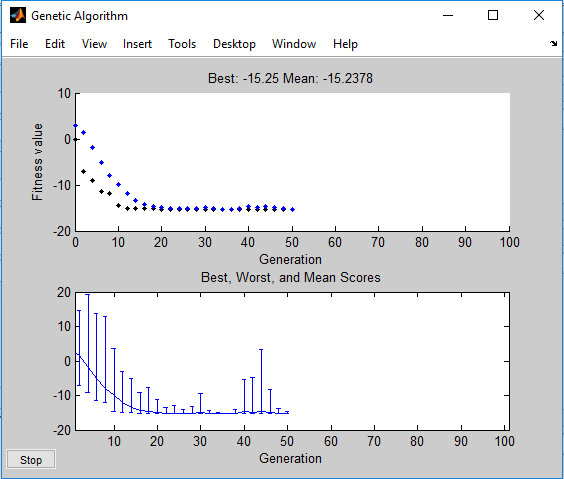 Genetic Algorithm
File Edit View Insert Tools Desktop Window Help
Best: -15.25 Mean: -15.2378
10
0
-10
-20
Fitness value
0 10 20 30 40 50 60 70 80 90 100
Generation
Best, Worst, and Mean Scores
20
10
0
-10
-20
10 20 30 40 50 60 70 80 90 100
Generation
Stop